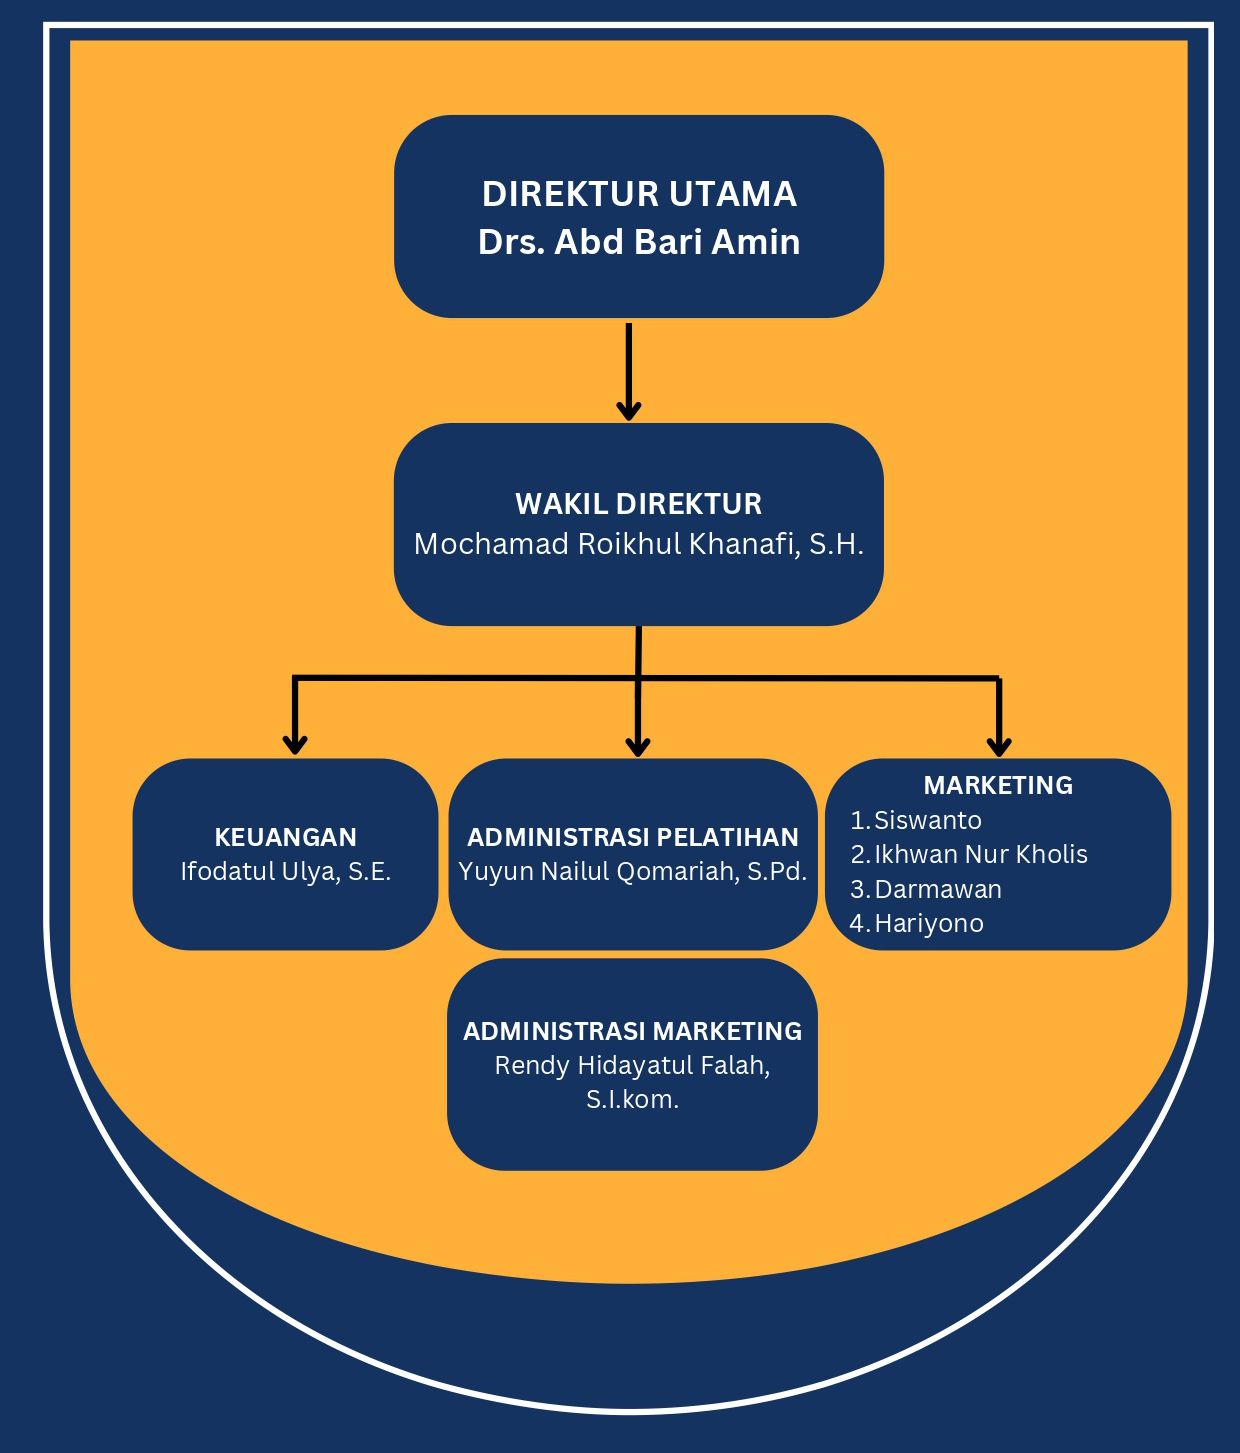 DIREKTUR UTAMA
Drs. Abd Bari Amin
WAKIL DIREKTUR
Mochamad Roikhul Khanafi, S.H.
KEUANGAN
Ifodatul Ulya, S.E.
ADMINISTRASI PELATIHAN
Yuyun Nailul Qomariah, S.Pd.
MARKETING
1. Siswanto
2. Ikhwan Nur Kholis
3. Darmawan
4. Hariyono
ADMINISTRASI MARKETING
Rendy Hidayatul Falah,
S.I.kom.